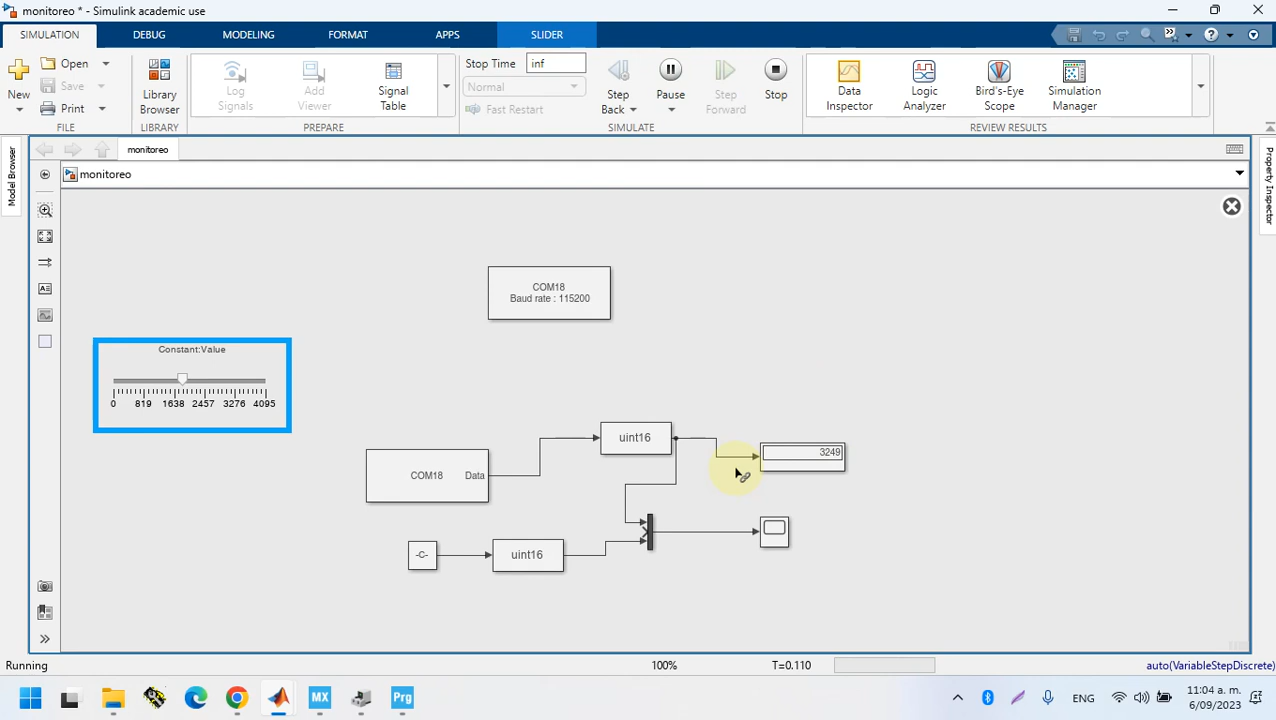 monitoreo * - Simulink academic use
SIMULATION
DEBUG
MODELING
FORMAT
APPS
SLIDER
New
Open
Save
Print
FILE
Library
Browser
LIBRARY
Log
Signals
Add
Viewer
Signal
Table
PREPARE
Stop Time
inf
Normal
Fast Restart
Step
Back
Pause
Step
Forward
Stop
SIMULATE
Data
Inspector
Logic
Analyzer
Bird's-Eye
Scope
Simulation
Manager
REVIEW RESULTS
Model Browser
monitoreo
monitoreo
Property Inspector
COM18
Baud rate : 115200
Constant:Value
0 819 1638 2457 3276 4095
uint16
3249
COM18 Data
-C-
uint16
Running
100%
T=0.110
auto(VariableStepDiscrete)
MX
Prg
ENG
11:04 a. m.
6/09/2023